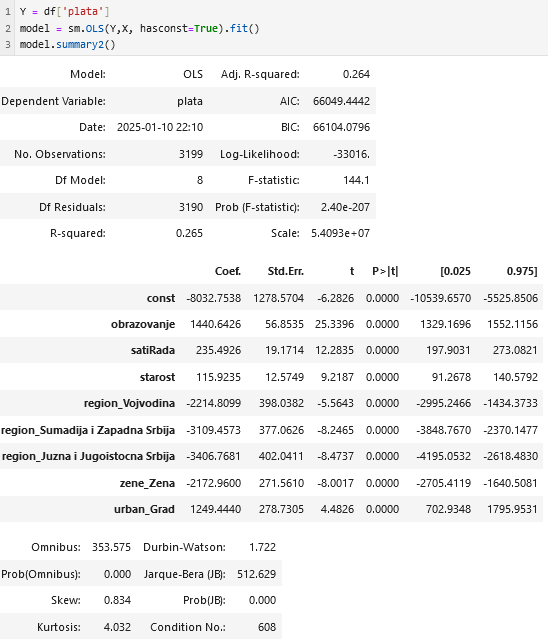 1 Y = df['plata']
2 model = sm.OLS(Y,X, hasconst=True).fit()
3 model.summary2()
Model: OLS Adj. R-squared: 0.264
Dependent Variable: plata AIC: 66049.4442
Date: 2025-01-10 22:10 BIC: 66104.0796
No. Observations: 3199 Log-Likelihood: -33016.
Df Model: 8 F-statistic: 144.1
Df Residuals: 3190 Prob (F-statistic): 2.40e-207
R-squared: 0.265 Scale: 5.4093e+07
Coef. Std.Err. t P>|t| [0.025 0.975]
const -8032.7538 1278.5704 -6.2826 0.0000 -10539.6570 -5525.8506
obrazovanje 1440.6426 56.8535 25.3396 0.0000 1329.1696 1552.1156
satiRada 235.4926 19.1714 12.2835 0.0000 197.9031 273.0821
starost 115.9235 12.5749 9.2187 0.0000 91.2678 140.5792
region_Vojvodina -2214.8099 398.0382 -5.5643 0.0000 -2995.2466 -1434.3733
region_Sumadija i Zapadna Srbija -3109.4573 377.0626 -8.2465 0.0000 -3848.7670 -2370.1477
region_Juzna i Jugoistocna Srbija -3406.7681 402.0411 -8.4737 0.0000 -4195.0532 -2618.4830
zene_Zena -2172.9600 271.5610 -8.0017 0.0000 -2705.4119 -1640.5081
urban_Grad 1249.4440 278.7305 4.4826 0.0000 702.9348 1795.9531
Omnibus: 353.575 Durbin-Watson: 1.722
Prob(Omnibus): 0.000 Jarque-Bera (JB): 512.629
Skew: 0.834 Prob(JB): 0.000
Kurtosis: 4.032 Condition No.: 608